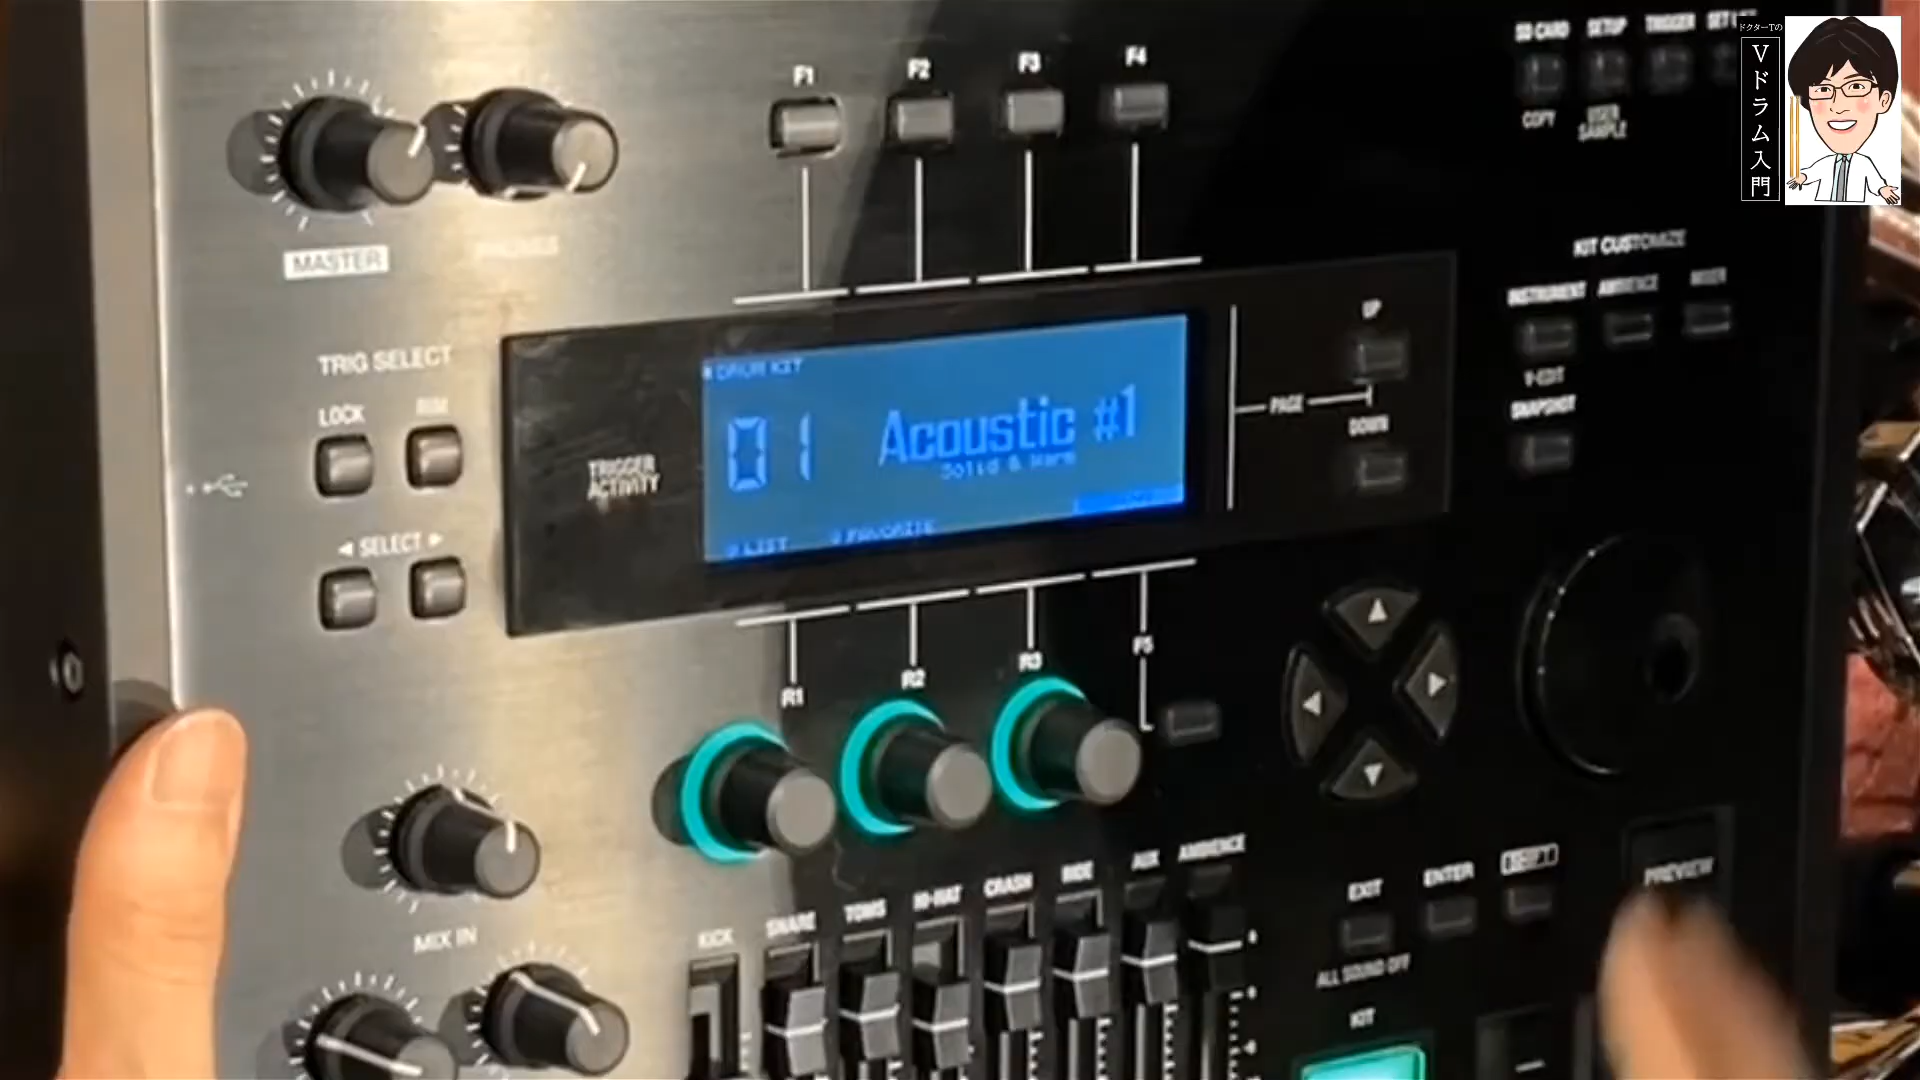 F1
F2
F3
F4
SD CARD
SETUP
TRIGGER
COPY
USER
SAMPLE
ドクターTの
Vドラム入門
MASTER
PHONES
KIT CUSTOMIZE
INSTRUMENT
AMBIENCE
MIXER
V-EDIT
SNAPSHOT
TRIG SELECT
LOCK
RIM
◀ SELECT ▶
TRIGGER
ACTIVITY
DRUM KIT
01
Acoustic #1
Solid & Warm
LIST
FAVORITE
UP
PAGE
DOWN
R1
R2
R3
F5
MIX IN
KICK
SNARE
TOMS
HI-HAT
CRASH
RIDE
AUX
AMBIENCE
EXIT
ENTER
SHIFT
PREVIEW
ALL SOUND OFF
KIT